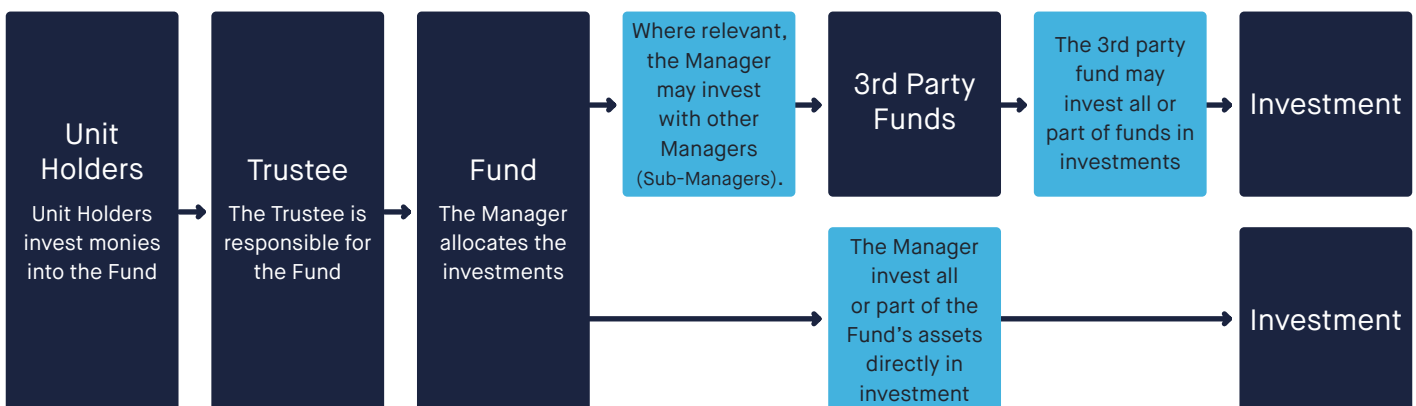 Unit
Holders
Unit Holders
invest monies
into the Fund
Trustee
The Trustee is
responsible for
the Fund
Fund
The Manager
allocates the
investments
Where relevant,
the Manager
may invest
with other
Managers
(Sub-Managers).
3rd Party
Funds
The 3rd party
fund may
invest all or
part of funds in
investments
Investment
The Manager
invest all
or part of the
Fund’s assets
directly in
investment
Investment